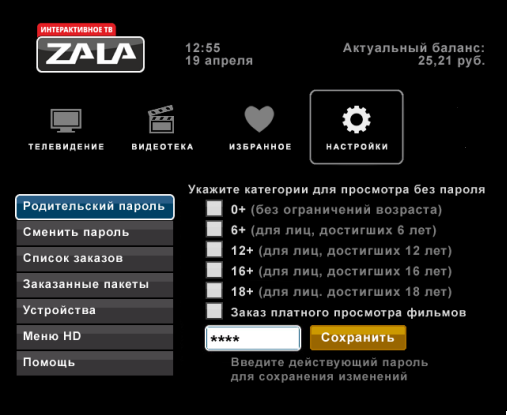 ИНТЕРАКТИВНОЕ ТВ
ZALA
12:55
19 апреля
Актуальный баланс:
25,21 руб.
ТЕЛЕВИДЕНИЕ
ВИДЕОТЕКА
ИЗБРАННОЕ
НАСТРОЙКИ
Родительский пароль
Сменить пароль
Список заказов
Заказанные пакеты
Устройства
Меню HD
Помощь
Укажите категории для просмотра без пароля
0+ (без ограничений возраста)
6+ (для лиц, достигших 6 лет)
12+ (для лиц, достигших 12 лет)
16+ (для лиц, достигших 16 лет)
18+ (для лиц. достигших 18 лет)
Заказ платного просмотра фильмов
****
Сохранить
Введите действующий пароль
для сохранения изменений